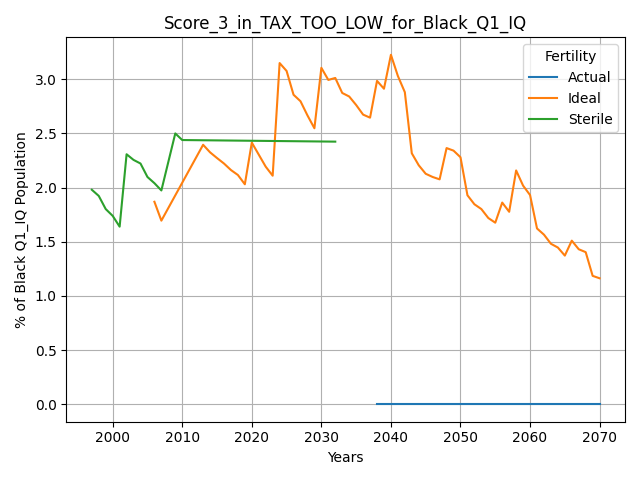 Score_3_in_TAX_TOO_LOW_for_Black_Q1_IQ
Fertility
Actual
Ideal
Sterile
% of Black Q1_IQ Population
3.0
2.5
2.0
1.5
1.0
0.5
0.0
2000 2010 2020 2030 2040 2050 2060 2070
Years